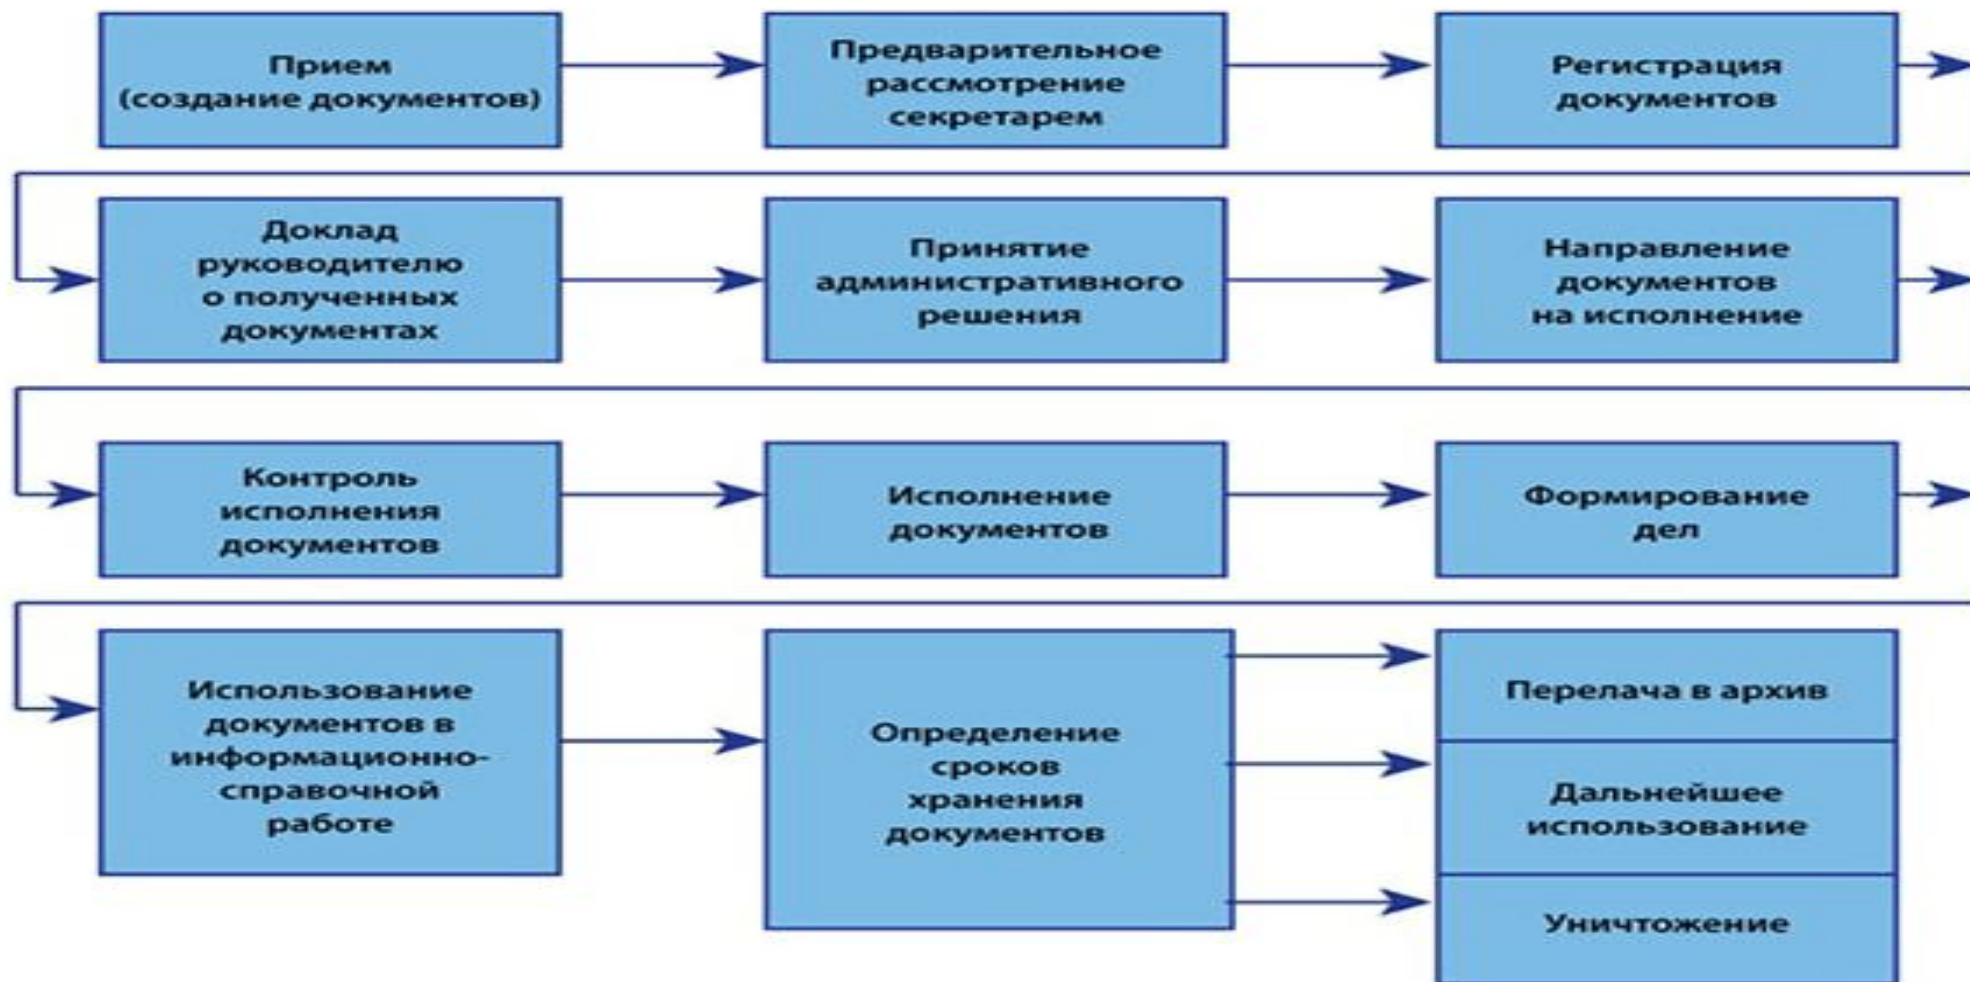 Прием
(создание документов)
Предварительное
рассмотрение
секретарем
Регистрация
документов
Доклад
руководителю
о полученных
документах
Принятие
административного
решения
Направление
документов
на исполнение
Контроль
исполнения
документов
Исполнение
документов
Формирование
дел
Использование
документов в
информационно-
справочной
работе
Определение
сроков
хранения
документов
Перелача в архив
Дальнейшее
использование
Уничтожение